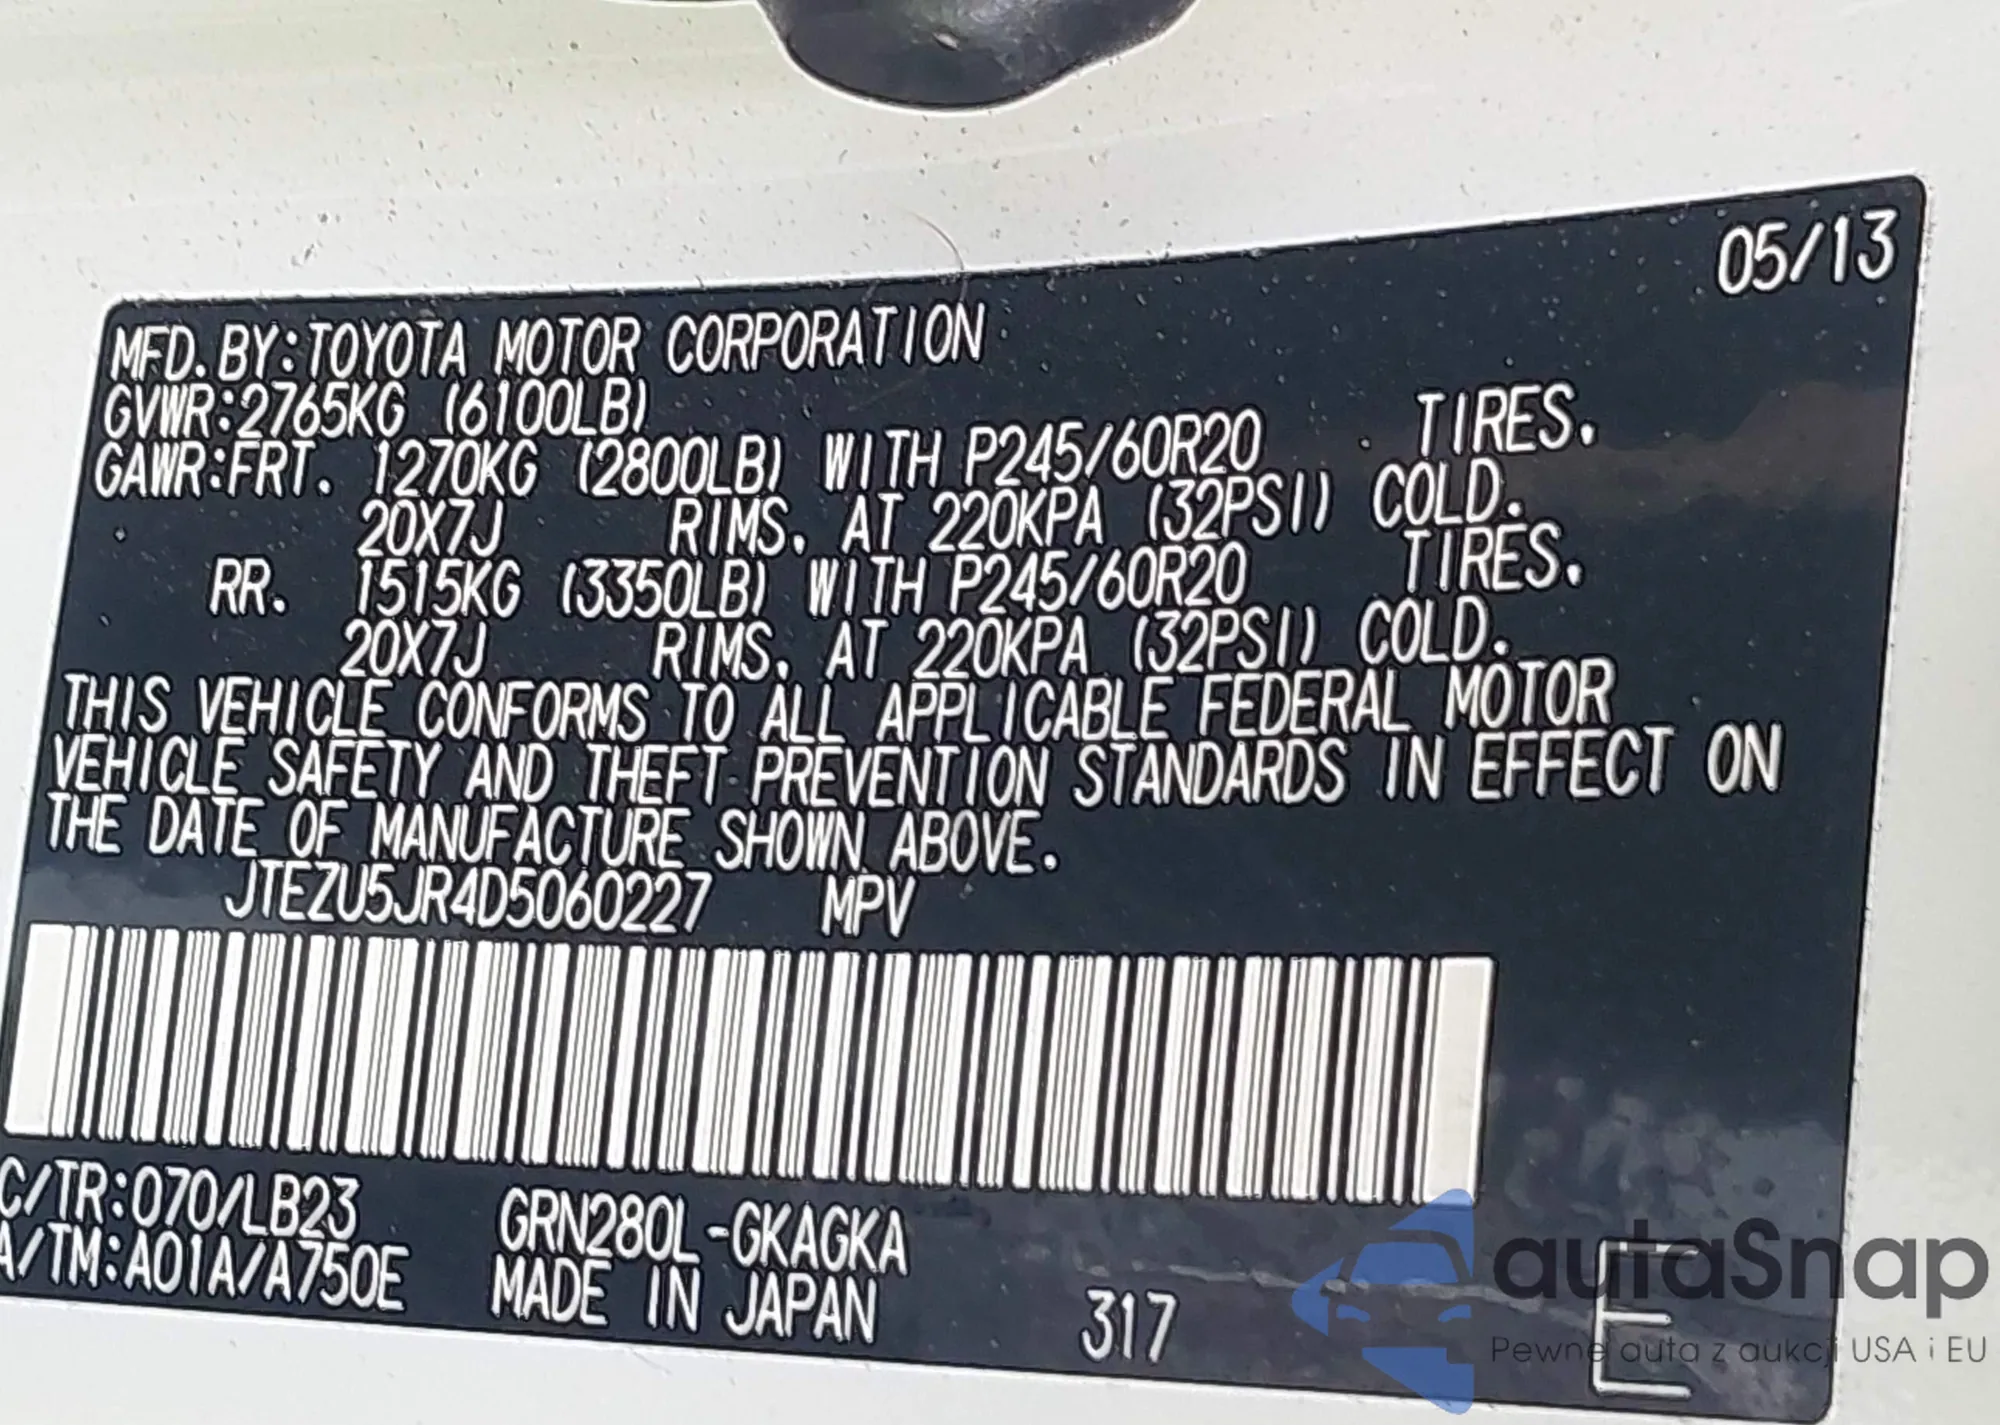 05/13
MFD. BY:TOYOTA MOTOR CORPORATION
GVWR:2765KG (6100LB)
GAWR:FRT. 1270KG (2800LB) WITH P245/60R20 TIRES.
20X7J RIMS. AT 220KPA (32PSI) COLD.
RR. 1515KG (3350LB) WITH P245/60R20 TIRES.
20X7J RIMS. AT 220KPA (32PSI) COLD.
THIS VEHICLE CONFORMS TO ALL APPLICABLE FEDERAL MOTOR
VEHICLE SAFETY AND THEFT PREVENTION STANDARDS IN EFFECT ON
THE DATE OF MANUFACTURE SHOWN ABOVE.
JTEZU5JR4D5060227 MPV
C/TR:070/LB23 GRN280L-GKAGKA
A/TM:A01A/A750E MADE IN JAPAN 317 E
autaSnap
Pewne auta z aukcji USA i EU